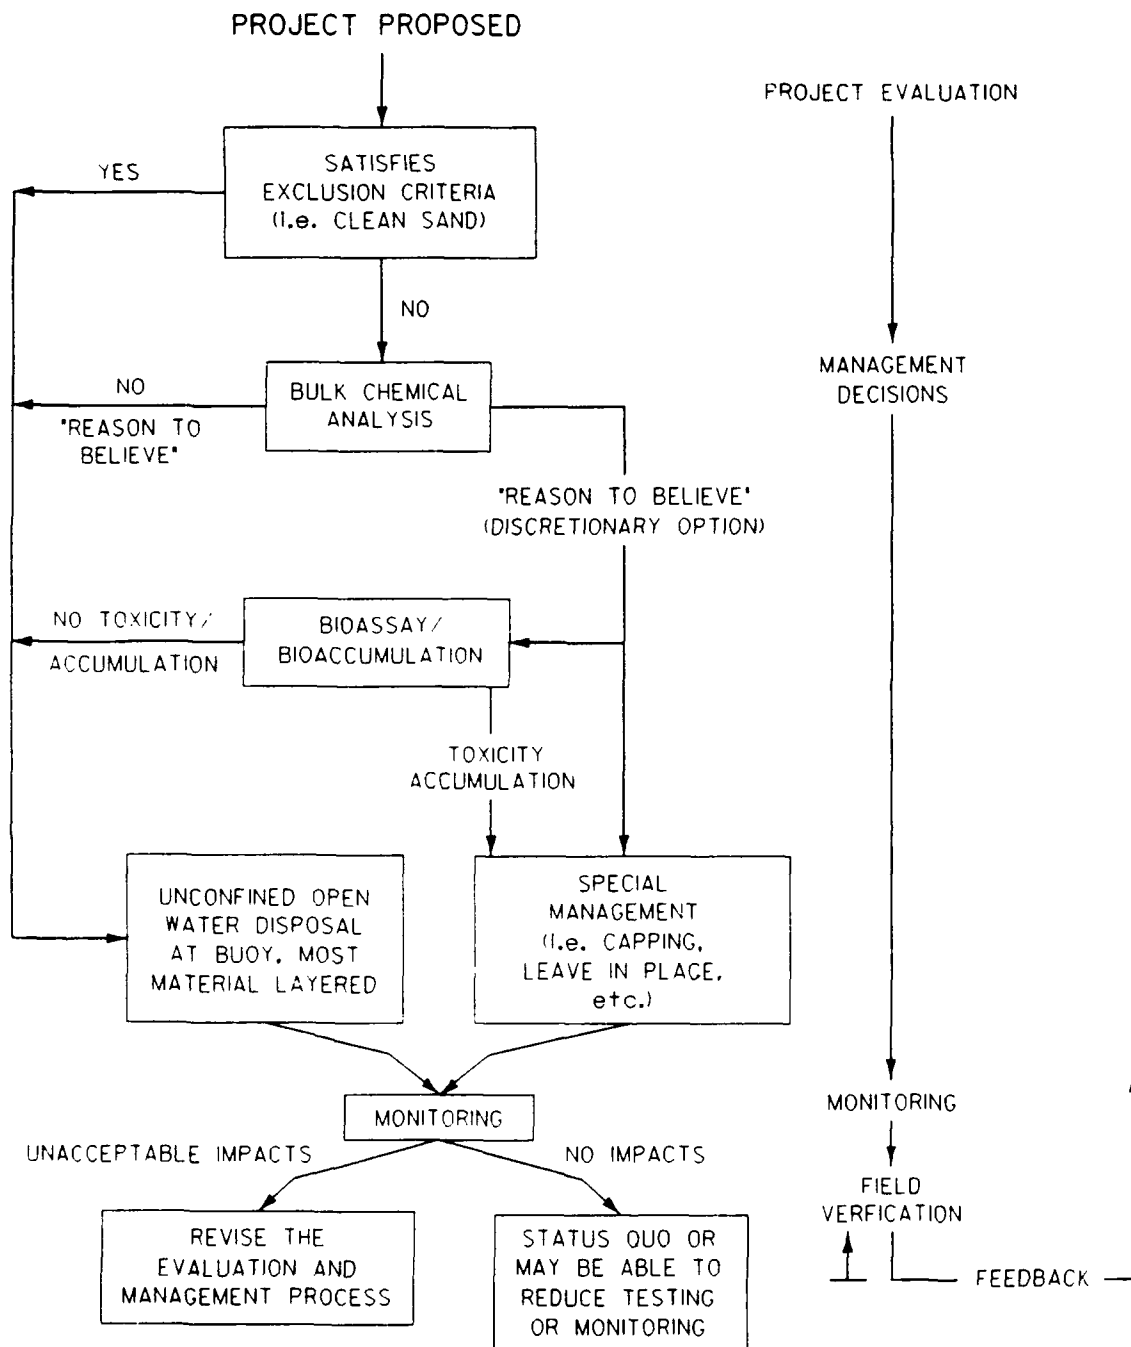 PROJECT PROPOSED
PROJECT EVALUATION
YES
SATISFIES
EXCLUSION CRITERIA
(i.e. CLEAN SAND)
NO
MANAGEMENT
DECISIONS
NO
"REASON TO
BELIEVE"
BULK CHEMICAL
ANALYSIS
"REASON TO BELIEVE"
(DISCRETIONARY OPTION)
NO TOXICITY/
ACCUMULATION
BIOASSAY/
BIOACCUMULATION
TOXICITY
ACCUMULATION
UNCONFINED OPEN
WATER DISPOSAL
AT BUOY, MOST
MATERIAL LAYERED
SPECIAL
MANAGEMENT
(i.e. CAPPING,
LEAVE IN PLACE,
etc.)
MONITORING
MONITORING
UNACCEPTABLE IMPACTS
NO IMPACTS
FIELD
VERFICATION
REVISE THE
EVALUATION AND
MANAGEMENT PROCESS
STATUS QUO OR
MAY BE ABLE TO
REDUCE TESTING
OR MONITORING
FEEDBACK